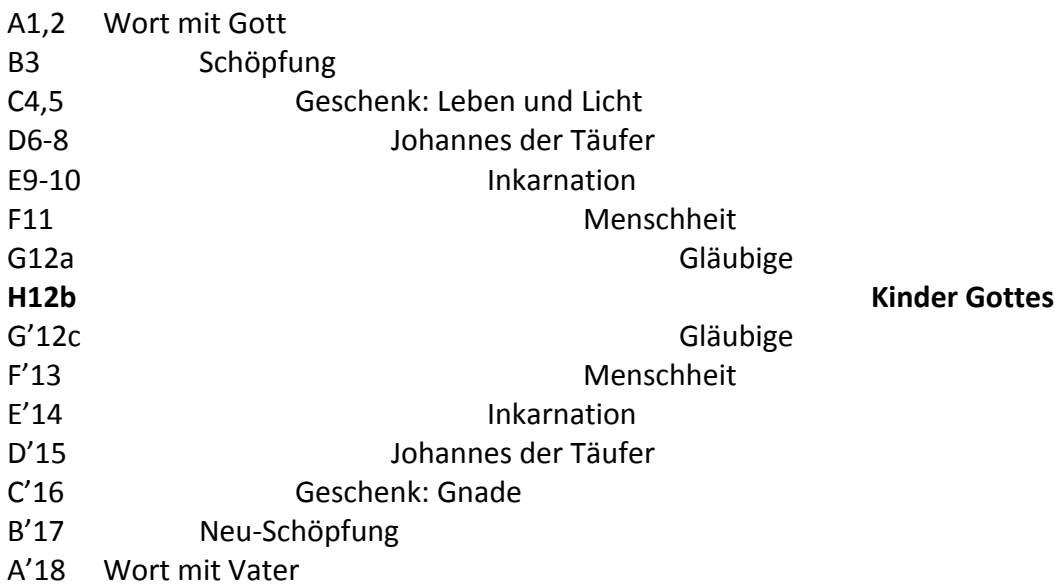 A1,2 Wort mit Gott
B3 Schöpfung
C4,5 Geschenk: Leben und Licht
D6-8 Johannes der Täufer
E9-10 Inkarnation
F11 Menschheit
G12a Gläubige
H12b Kinder Gottes
G’12c Gläubige
F’13 Menschheit
E’14 Inkarnation
D’15 Johannes der Täufer
C’16 Geschenk: Gnade
B’17 Neu-Schöpfung
A’18 Wort mit Vater